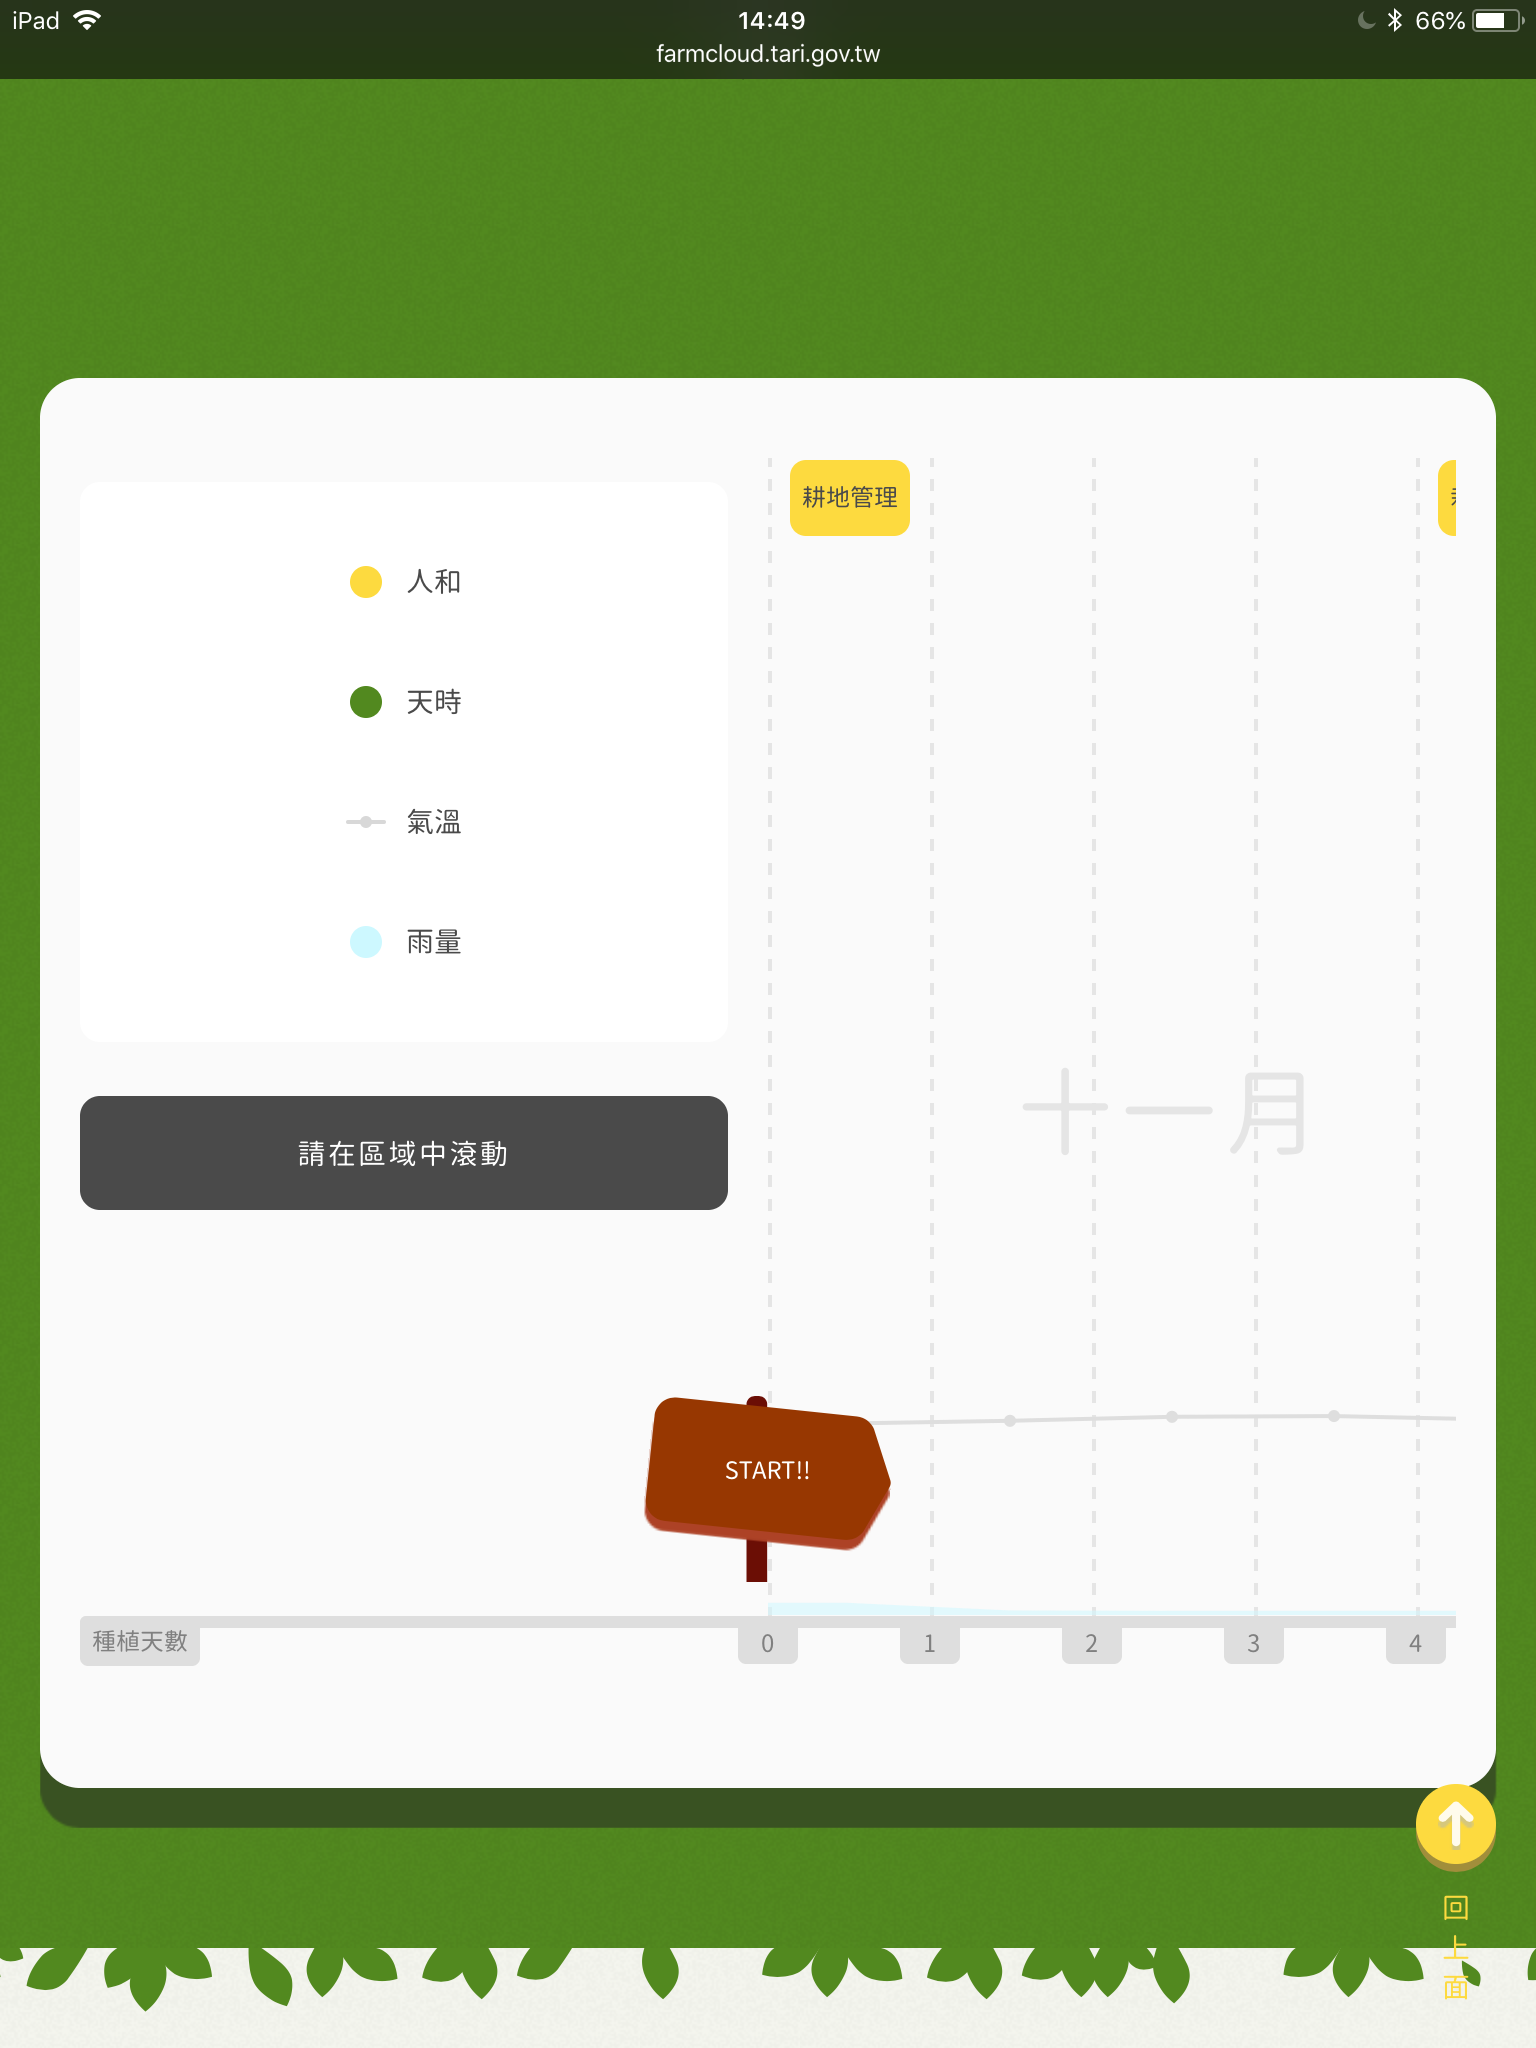 iPad
14:49
66%
farmcloud.tari.gov.tw
耕地管理
人和
天時
氣溫
雨量
十一月
請在區域中滾動
START!!
種植天數
0
1
2
3
4
回
上
面